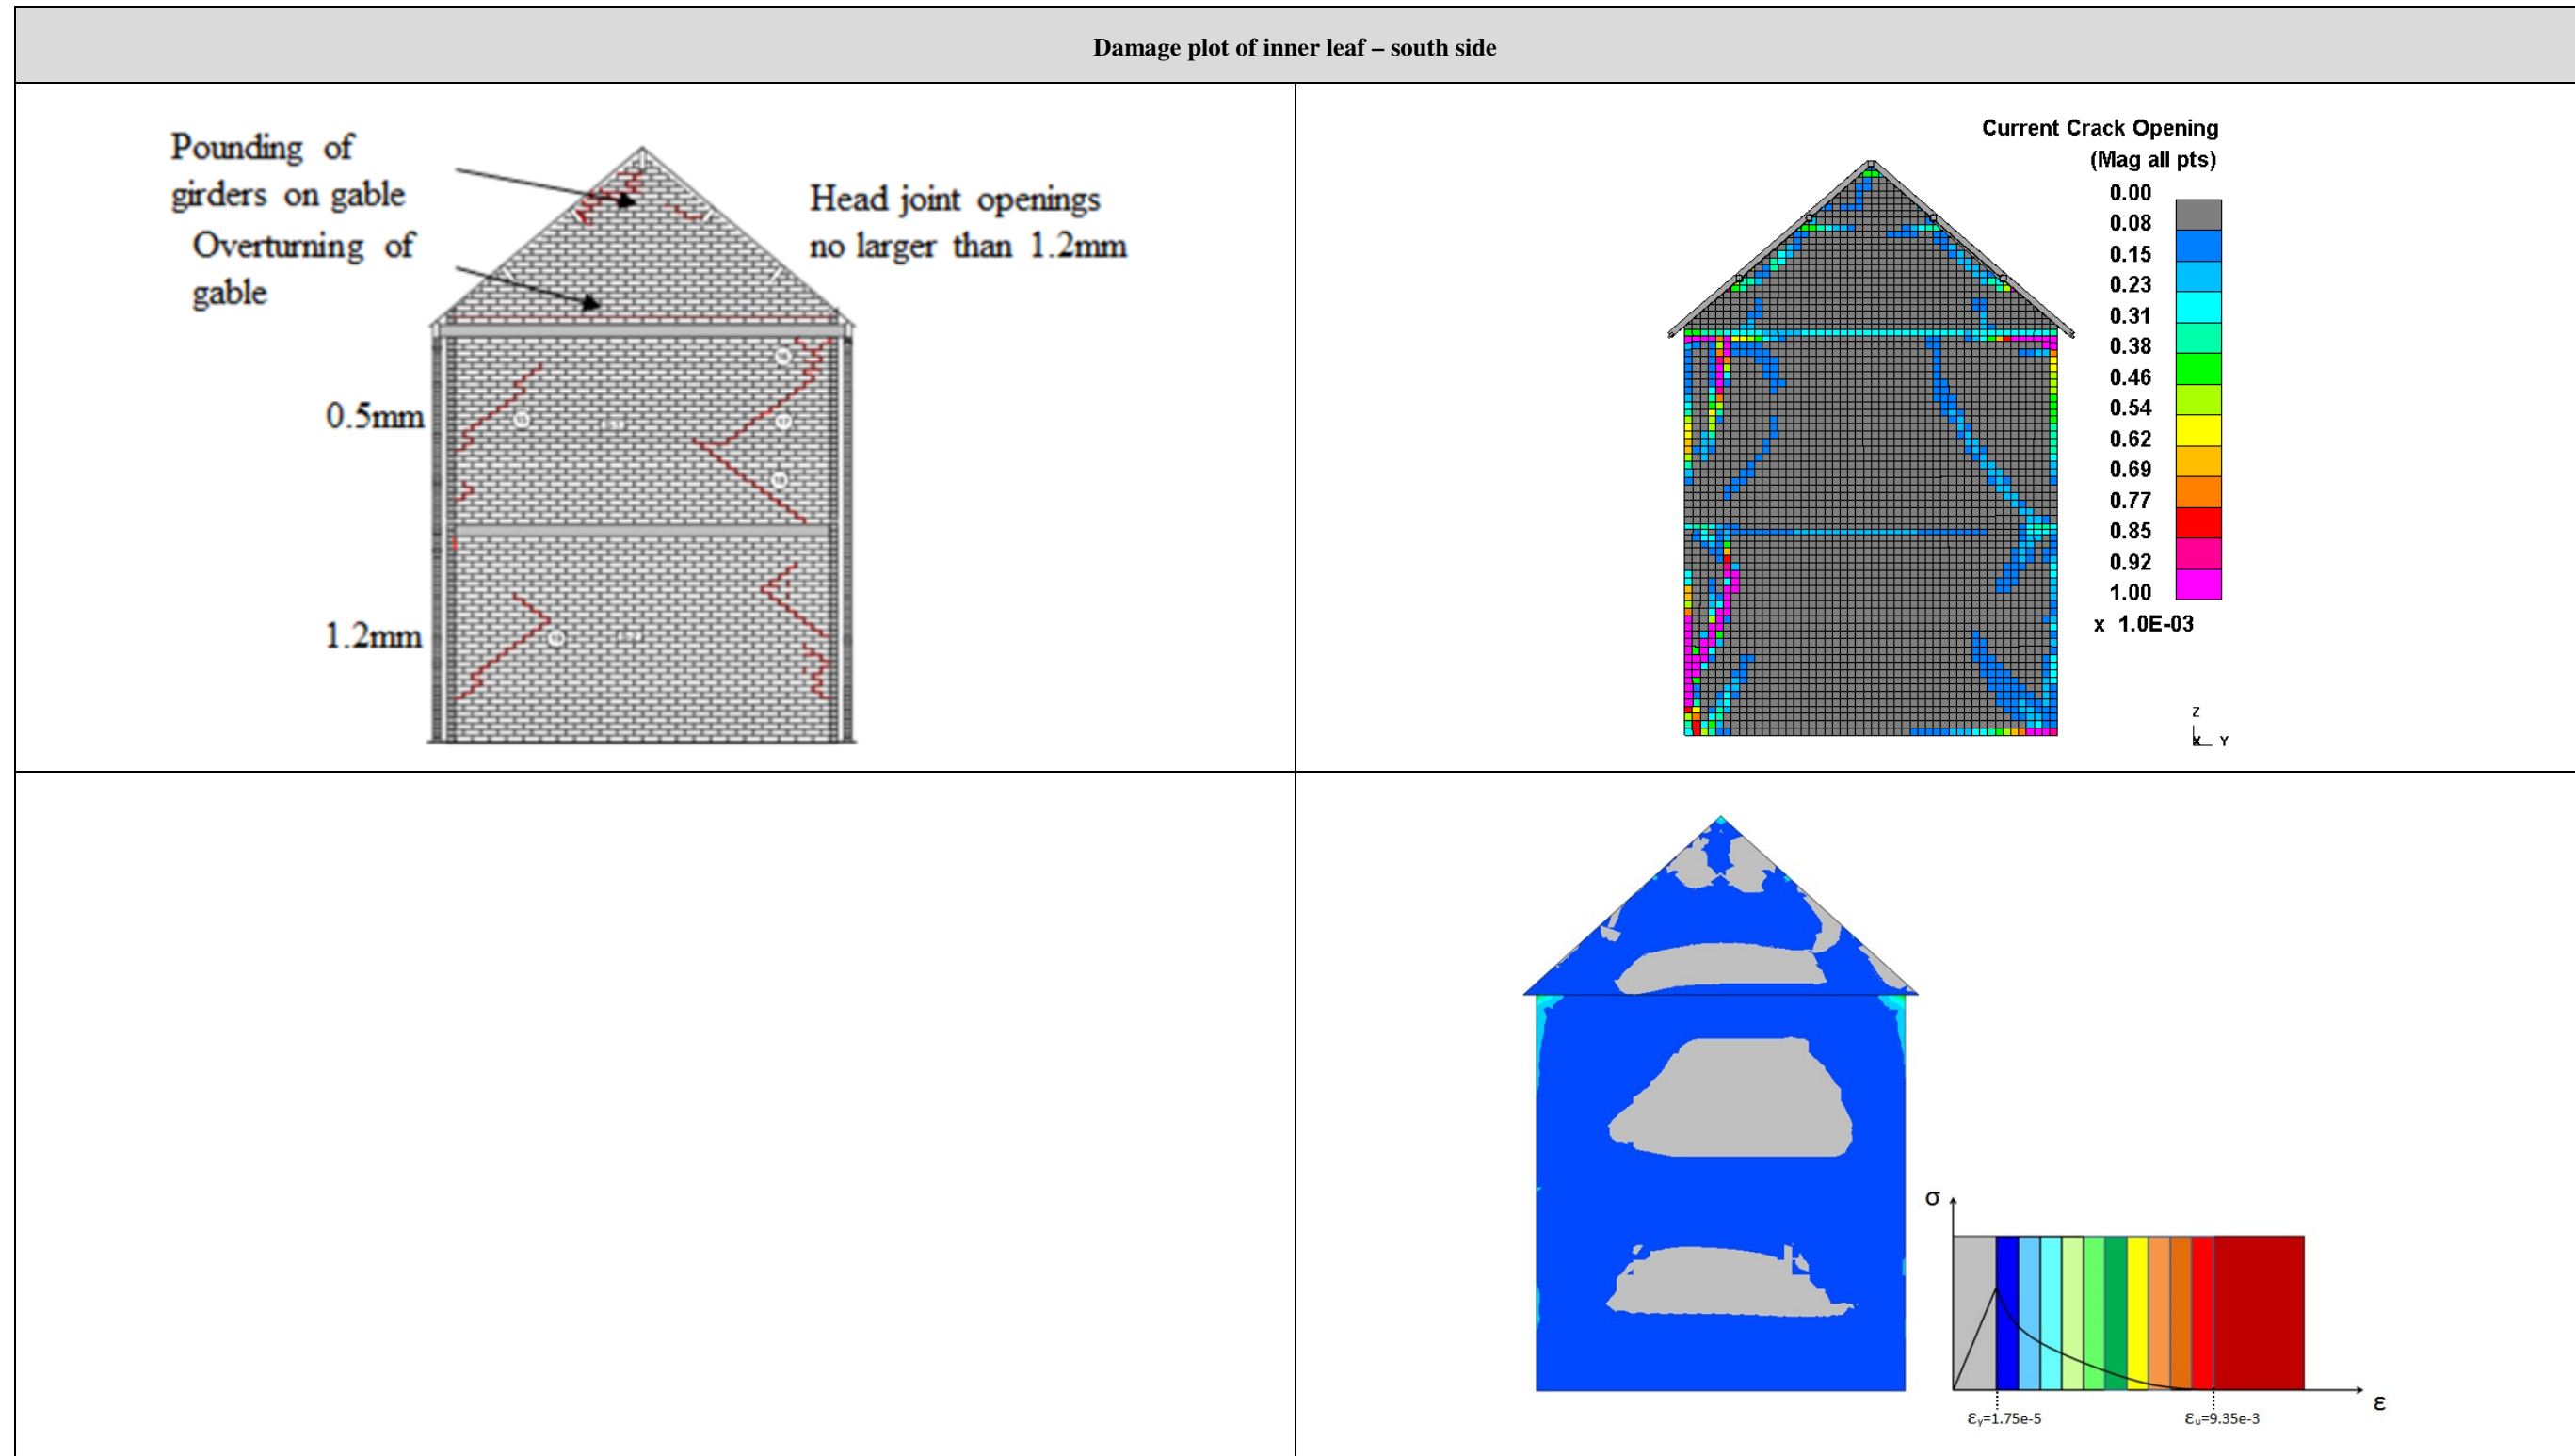 Damage plot of inner leaf – south side
Pounding of
girders on gable
Overturning of
gable
Head joint openings
no larger than 1.2mm
0.5mm
1.2mm
Current Crack Opening
(Mag all pts)
0.00
0.08
0.15
0.23
0.31
0.38
0.46
0.54
0.62
0.69
0.77
0.85
0.92
1.00
x 1.0E-03
Z
X Y
σ
ε
εy=1.75e-5
εu=9.35e-3